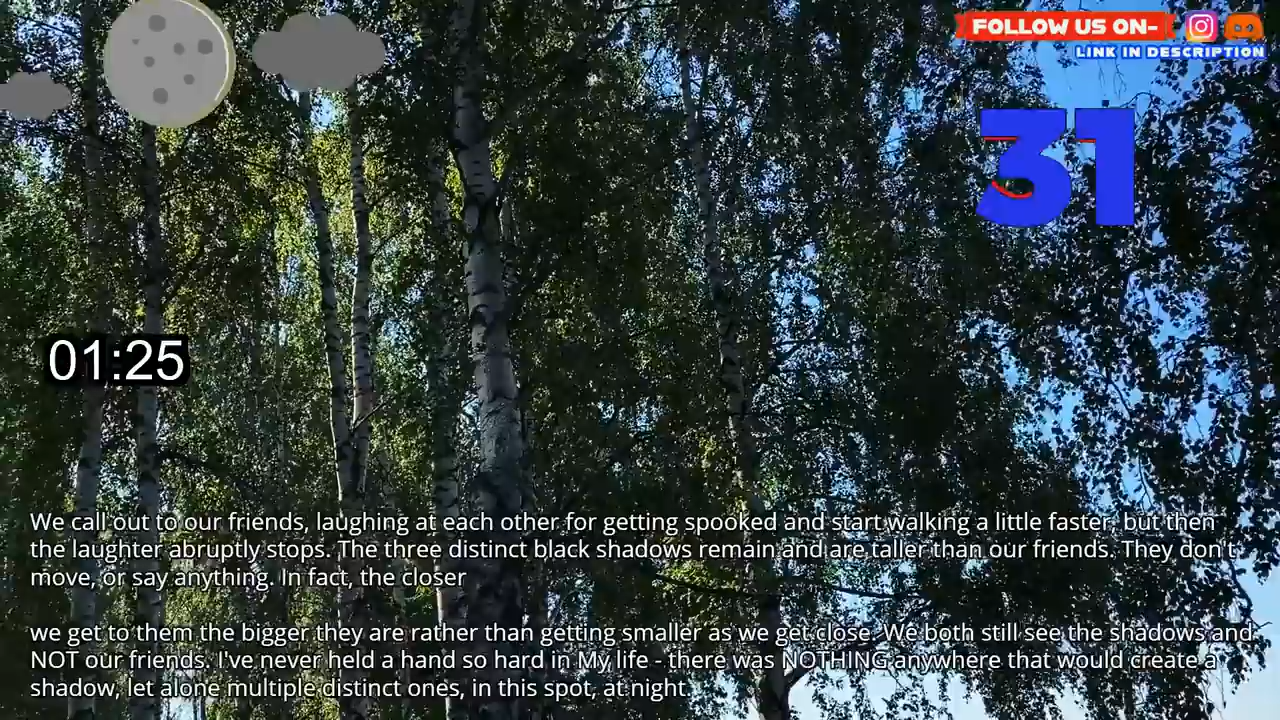 FOLLOW US ON-
LINK IN DESCRIPTION
31
01:25
We call out to our friends, laughing at each other for getting spooked and start walking a little faster, but then
the laughter abruptly stops. The three distinct black shadows remain and are taller than our friends. They don't
move, or say anything. In fact, the closer
we get to them the bigger they are rather than getting smaller as we get close. We both still see the shadows and
NOT our friends. I've never held a hand so hard in My life - there was NOTHING anywhere that would create a
shadow, let alone multiple distinct ones, in this spot, at night.